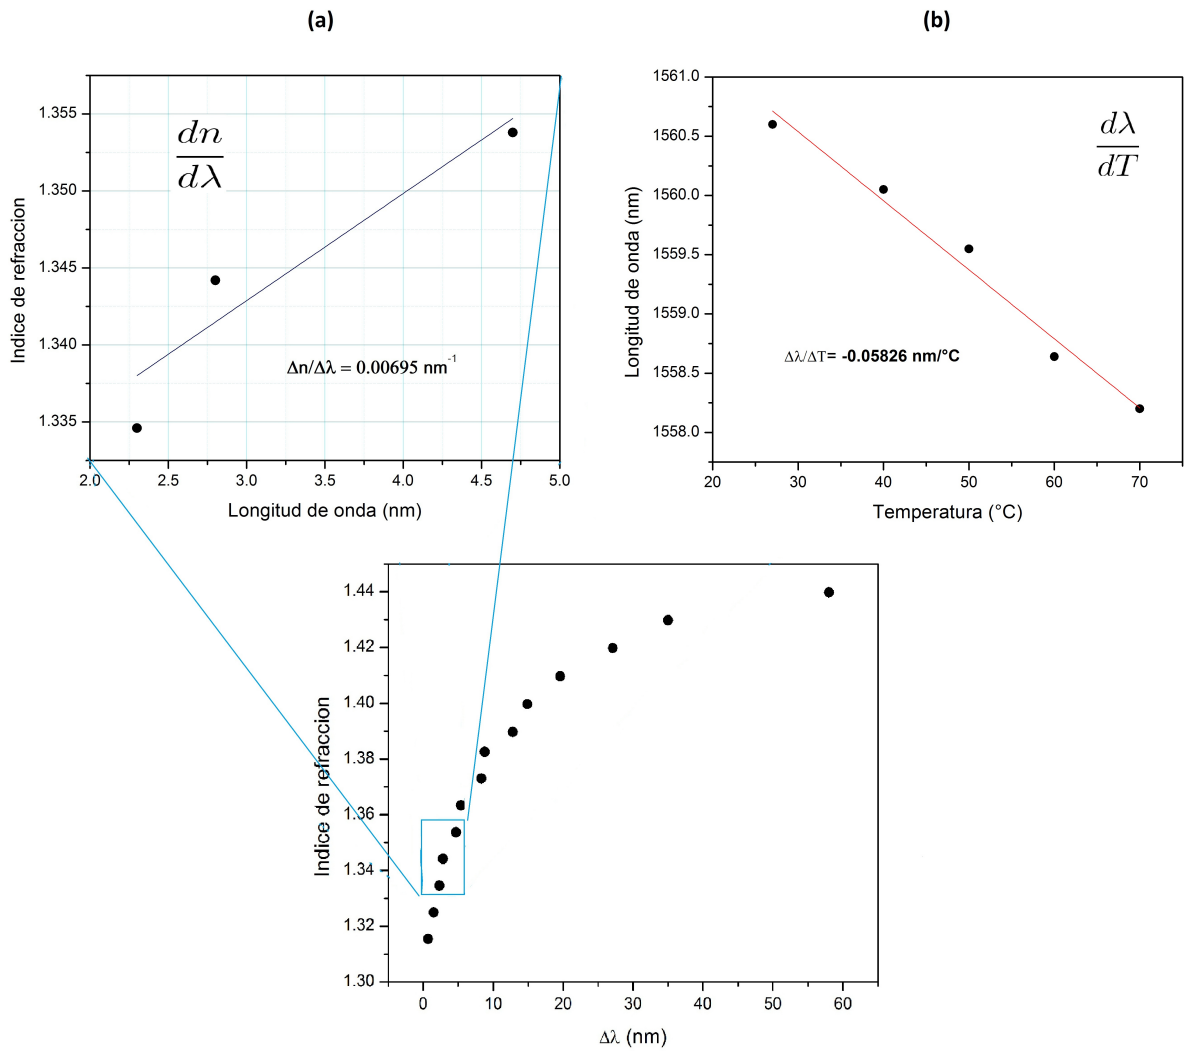 (a)
(b)
dn
dλ
1.355
1.350
1.345
1.340
1.335
Indice de refraccion
Δn/Δλ = 0.00695 nm⁻¹
2.0 2.5 3.0 3.5 4.0 4.5 5.0
Longitud de onda (nm)
dλ
dT
1561.0
1560.5
1560.0
1559.5
1559.0
1558.5
1558.0
Longitud de onda (nm)
Δλ/ΔT= -0.05826 nm/°C
20 30 40 50 60 70
Temperatura (°C)
1.44
1.42
1.40
1.38
1.36
1.34
1.32
1.30
Indice de refraccion
0 10 20 30 40 50 60
Δλ (nm)